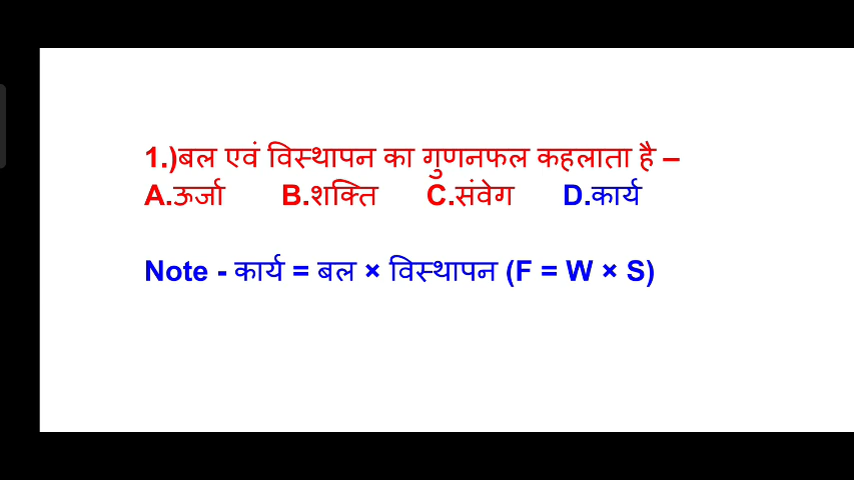 1.)बल एवं विस्थापन का गुणनफल कहलाता है –
A.ऊर्जा B.शक्ति C.संवेग D.कार्य
Note - कार्य = बल × विस्थापन (F = W × S)